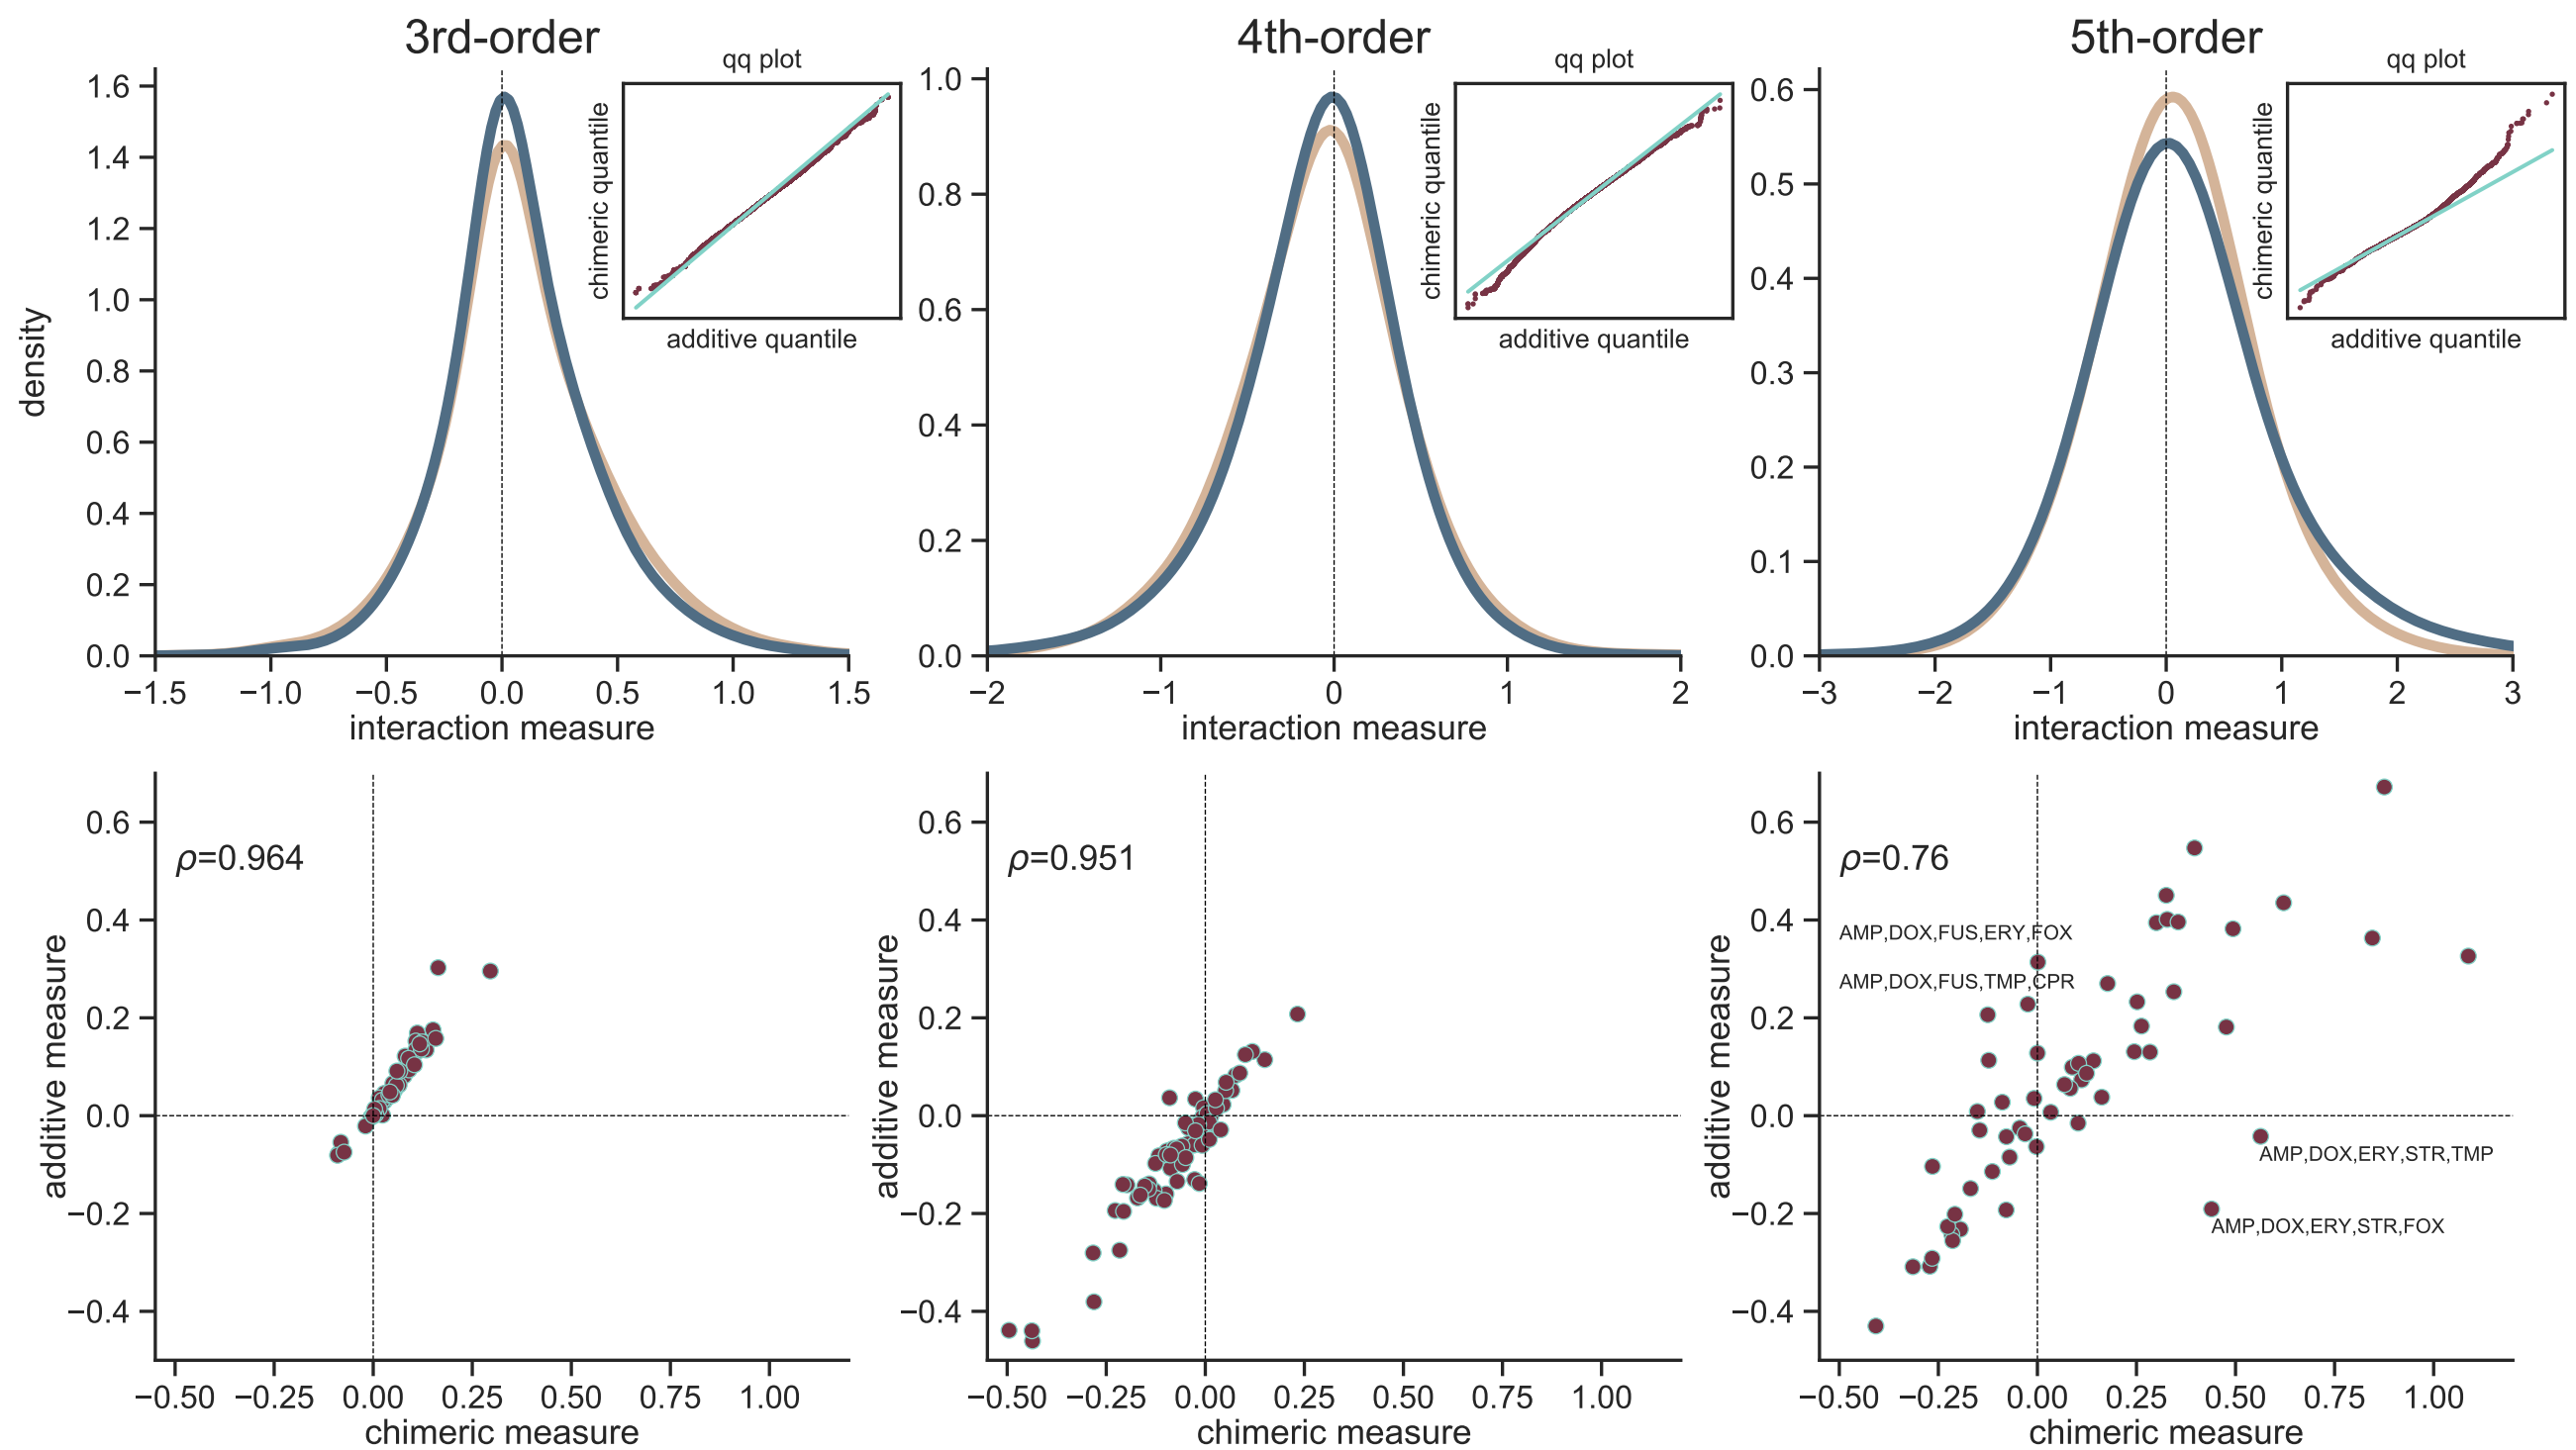 3rd-order
4th-order
5th-order
qq plot
chimeric quantile
additive quantile
qq plot
chimeric quantile
additive quantile
qq plot
chimeric quantile
additive quantile
density
1.6
1.4
1.2
1.0
0.8
0.6
0.4
0.2
0.0
−1.5 −1.0 −0.5 0.0 0.5 1.0 1.5
interaction measure
1.0
0.8
0.6
0.4
0.2
0.0
−2 −1 0 1 2
interaction measure
0.6
0.5
0.4
0.3
0.2
0.1
0.0
−3 −2 −1 0 1 2 3
interaction measure
additive measure
0.6
0.4
0.2
0.0
−0.2
−0.4
ρ=0.964
−0.50 −0.25 0.00 0.25 0.50 0.75 1.00
chimeric measure
additive measure
0.6
0.4
0.2
0.0
−0.2
−0.4
ρ=0.951
−0.50 −0.25 0.00 0.25 0.50 0.75 1.00
chimeric measure
additive measure
0.6
0.4
0.2
0.0
−0.2
−0.4
ρ=0.76
AMP,DOX,FUS,ERY,FOX
AMP,DOX,FUS,TMP,CPR
AMP,DOX,ERY,STR,TMP
AMP,DOX,ERY,STR,FOX
−0.50 −0.25 0.00 0.25 0.50 0.75 1.00
chimeric measure